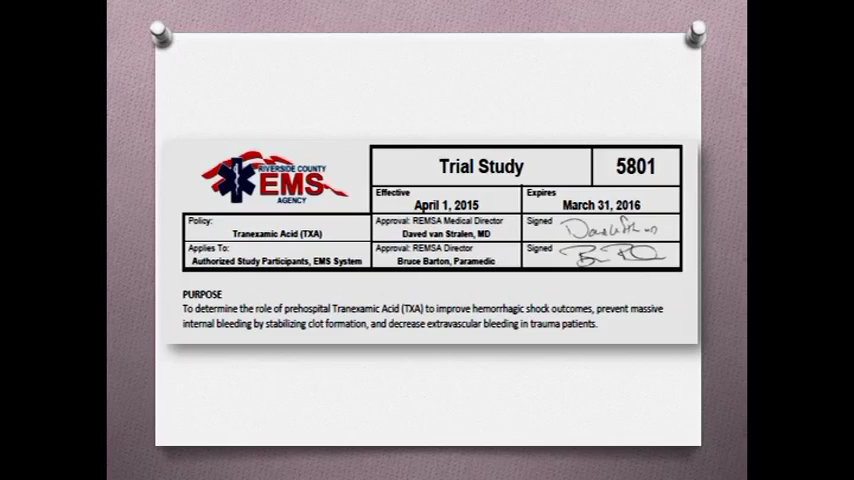 RIVERSIDE COUNTY
EMS
AGENCY
Trial Study
5801
Effective
April 1, 2015
Expires
March 31, 2016
Policy:
Tranexamic Acid (TXA)
Approval: REMSA Medical Director
Daved van Stralen, MD
Signed
Applies To:
Authorized Study Participants, EMS System
Approval: REMSA Director
Bruce Barton, Paramedic
Signed
PURPOSE
To determine the role of prehospital Tranexamic Acid (TXA) to improve hemorrhagic shock outcomes, prevent massive
internal bleeding by stabilizing clot formation, and decrease extravascular bleeding in trauma patients.